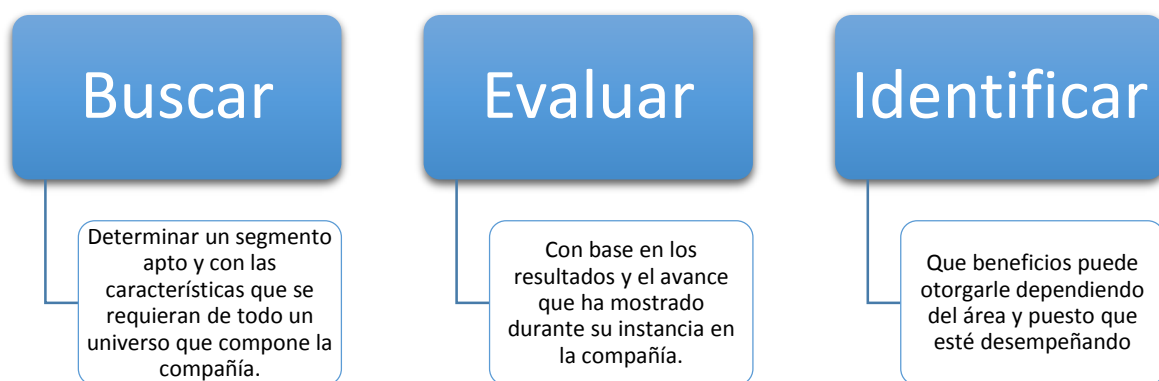 Buscar
Determinar un segmento
apto y con las
características que se
requieran de todo un
universo que compone la
compañía.
Evaluar
Con base en los
resultados y el avance
que ha mostrado
durante su instancia en
la compañía.
Identificar
Que beneficios puede
otorgarle dependiendo
del área y puesto que
esté desempeñando